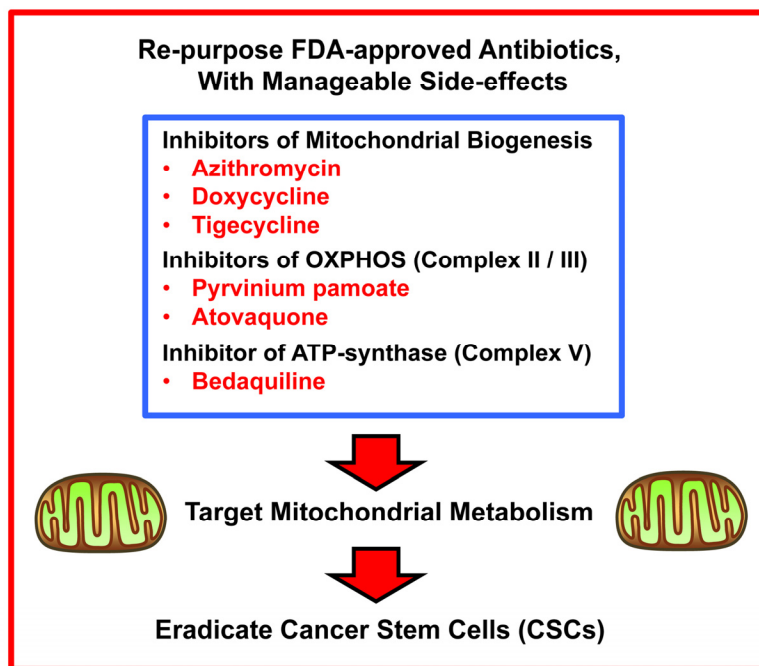 Re-purpose FDA-approved Antibiotics,
With Manageable Side-effects
Inhibitors of Mitochondrial Biogenesis
• Azithromycin
• Doxycycline
• Tigecycline
Inhibitors of OXPHOS (Complex II / III)
• Pyrvinium pamoate
• Atovaquone
Inhibitor of ATP-synthase (Complex V)
• Bedaquiline
Target Mitochondrial Metabolism
Eradicate Cancer Stem Cells (CSCs)